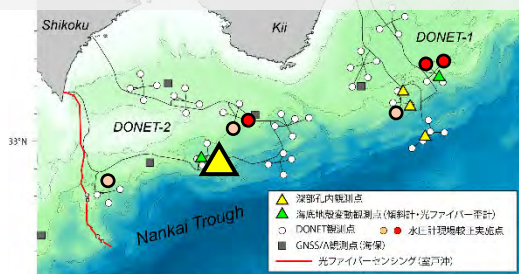 Shikoku
Kii
DONET-1
DONET-2
33°N
Nankai Trough
深部孔内観測点
海底地殻変動観測点(傾斜計・光ファイバー歪計)
DONET観測点
水圧計現場較正実施点
GNSS/A観測点(海保)
光ファイバーセンシング(室戸沖)